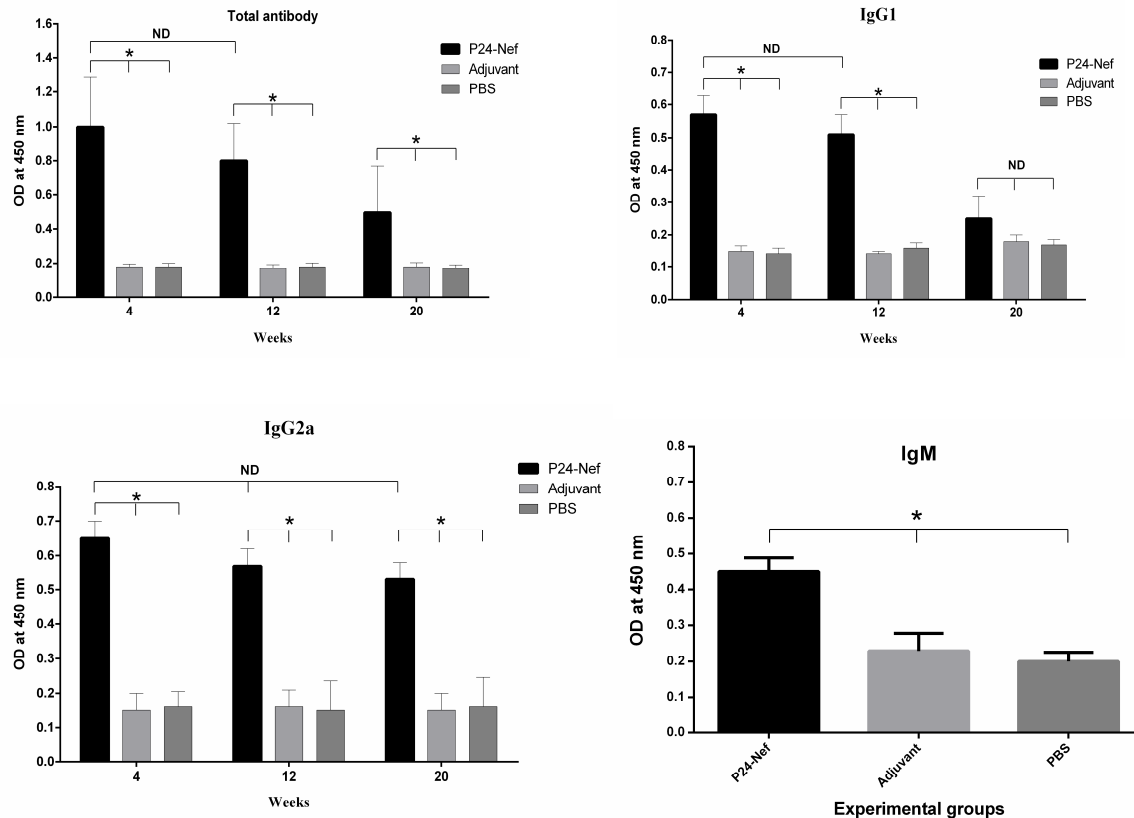 Total antibody
1.6
1.4
1.2
1.0
0.8
0.6
0.4
0.2
0.0
OD at 450 nm
ND
*
*
*
P24-Nef
Adjuvant
PBS
4 12 20
Weeks
IgG1
0.8
0.7
0.6
0.5
0.4
0.3
0.2
0.1
0.0
OD at 450 nm
ND
*
*
ND
P24-Nef
Adjuvant
PBS
4 12 20
Weeks
IgG2a
0.8
0.7
0.6
0.5
0.4
0.3
0.2
0.1
0.0
OD at 450 nm
ND
*
*
*
P24-Nef
Adjuvant
PBS
4 12 20
Weeks
IgM
0.8
0.7
0.6
0.5
0.4
0.3
0.2
0.1
0.0
OD at 450 nm
*
P24-Nef
Adjuvant
PBS
Experimental groups